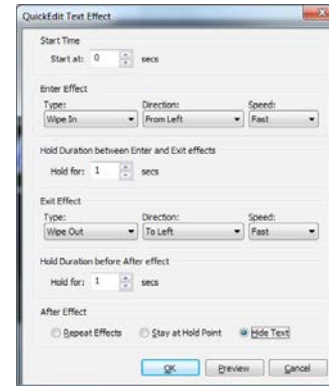 QuickEdit Text Effect
Start Time
Start at: 0 secs
Enter Effect
Type: Direction: Speed:
Wipe In From Left Fast
Hold Duration between Enter and Exit effects
Hold for: 1 secs
Exit Effect
Type: Direction: Speed:
Wipe Out To Left Fast
Hold Duration before After effect
Hold for: 1 secs
After Effect
Repeat Effects Stay at Hold Point Hide Text
OK Preview Cancel